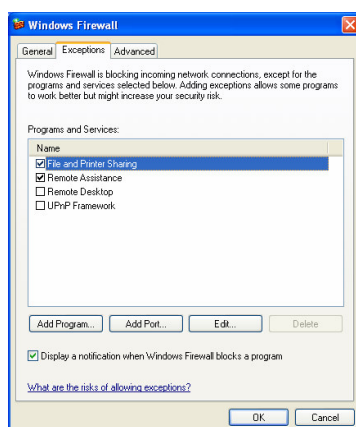 Windows Firewall
General Exceptions Advanced
Windows Firewall is blocking incoming network connections, except for the
programs and services selected below. Adding exceptions allows some programs
to work better but might increase your security risk.
Programs and Services:
Name
File and Printer Sharing
Remote Assistance
Remote Desktop
UPnP Framework
Add Program... Add Port... Edit... Delete
Display a notification when Windows Firewall blocks a program
What are the risks of allowing exceptions?
OK Cancel